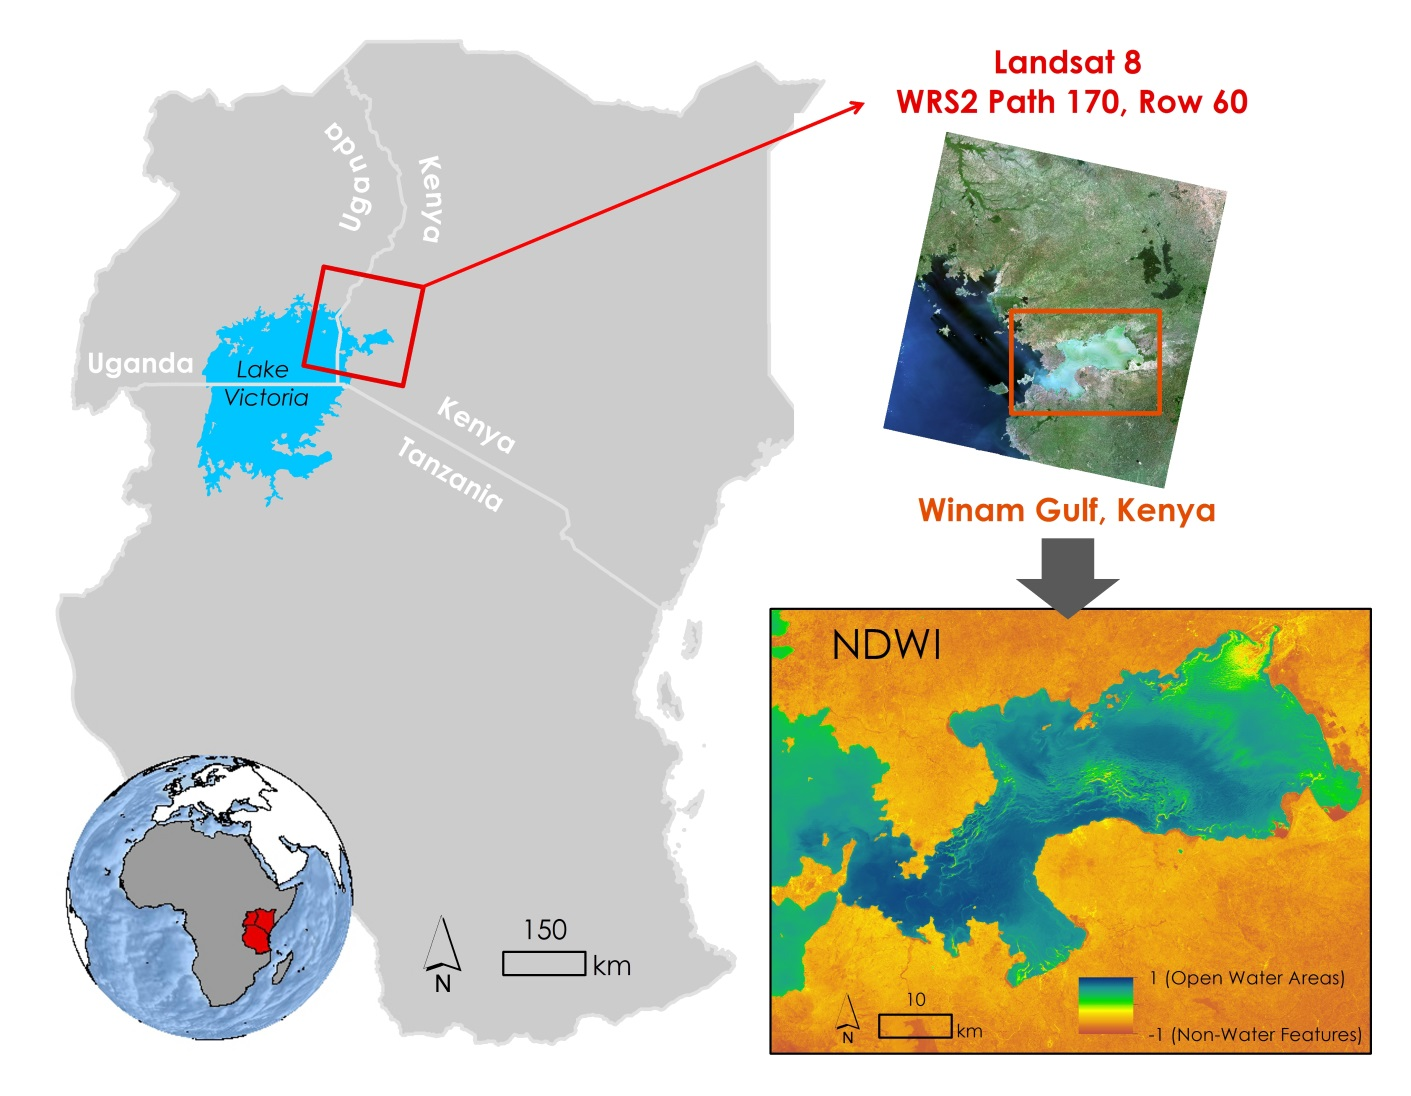 Landsat 8
WRS2 Path 170, Row 60
Uganda
Kenya
Uganda
Lake
Victoria
Kenya
Tanzania
Winam Gulf, Kenya
NDWI
150
km
N
1 (Open Water Areas)
-1 (Non-Water Features)
10
km
N